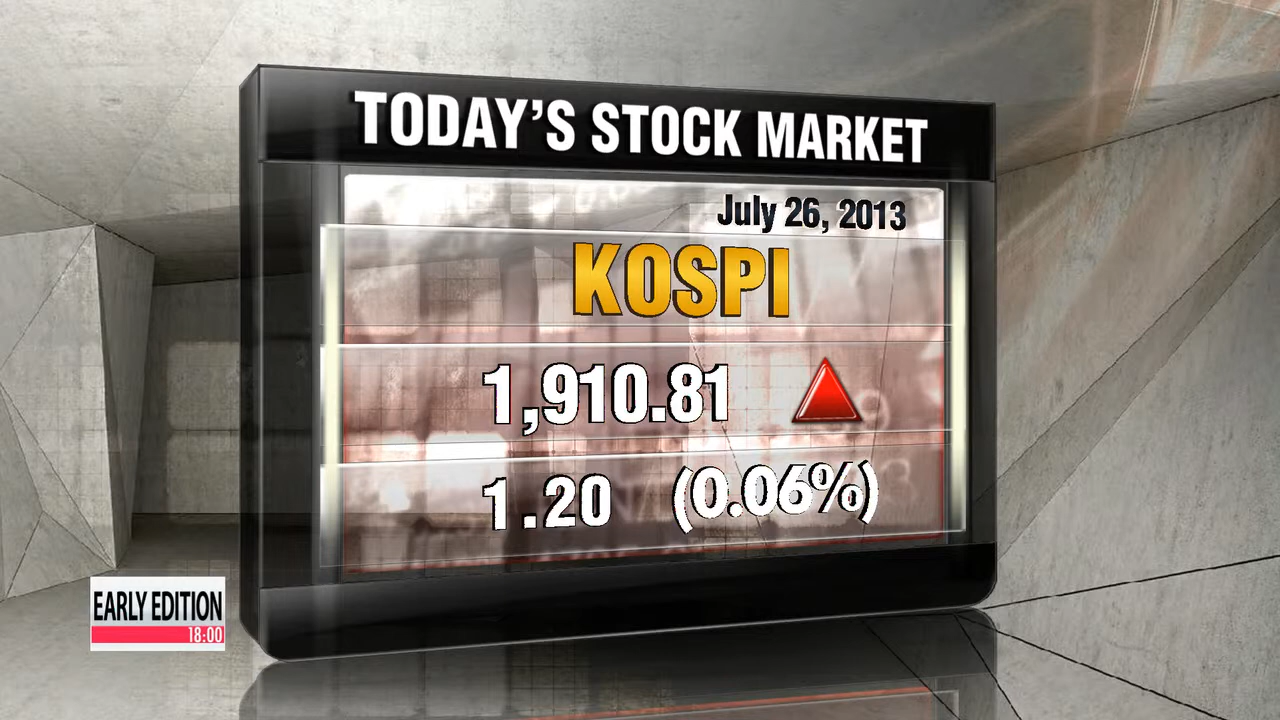 TODAY'S STOCK MARKET
July 26, 2013
KOSPI
1,910.81
1.20 (0.06%)
EARLY EDITION
18:00